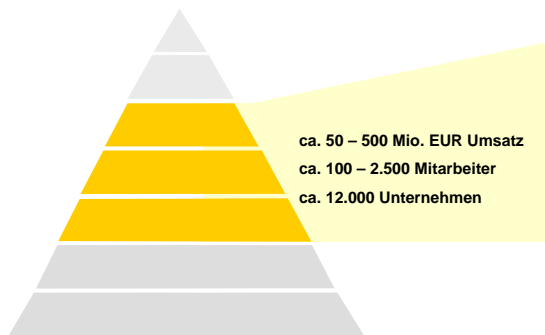 ca. 50 – 500 Mio. EUR Umsatz
ca. 100 – 2.500 Mitarbeiter
ca. 12.000 Unternehmen